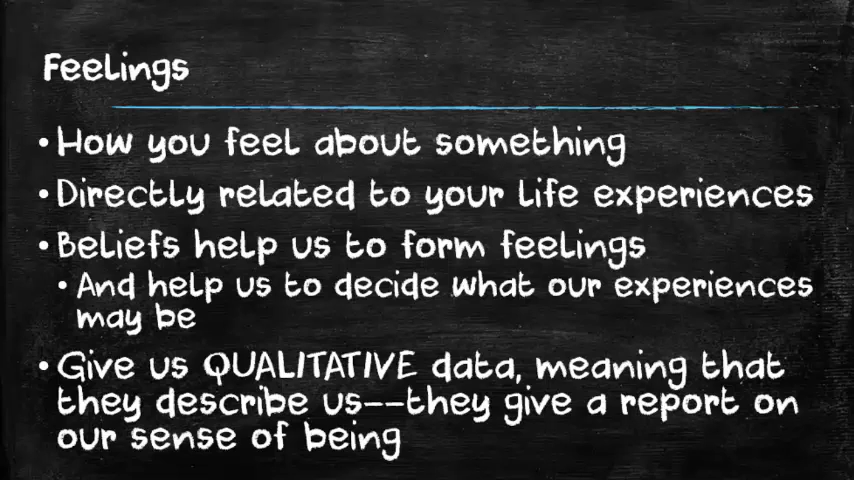 Feelings
• How you feel about something
• Directly related to your life experiences
• Beliefs help us to form feelings
• And help us to decide what our experiences
may be
• Give us QUALITATIVE data, meaning that
they describe us--they give a report on
our sense of being